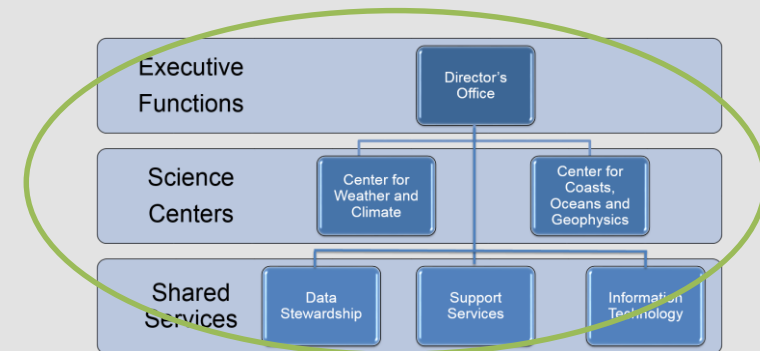 Executive
Functions
Director's
Office
Science
Centers
Center for
Weather and
Climate
Center for
Coasts,
Oceans and
Geophysics
Shared
Services
Data
Stewardship
Support
Services
Information
Technology